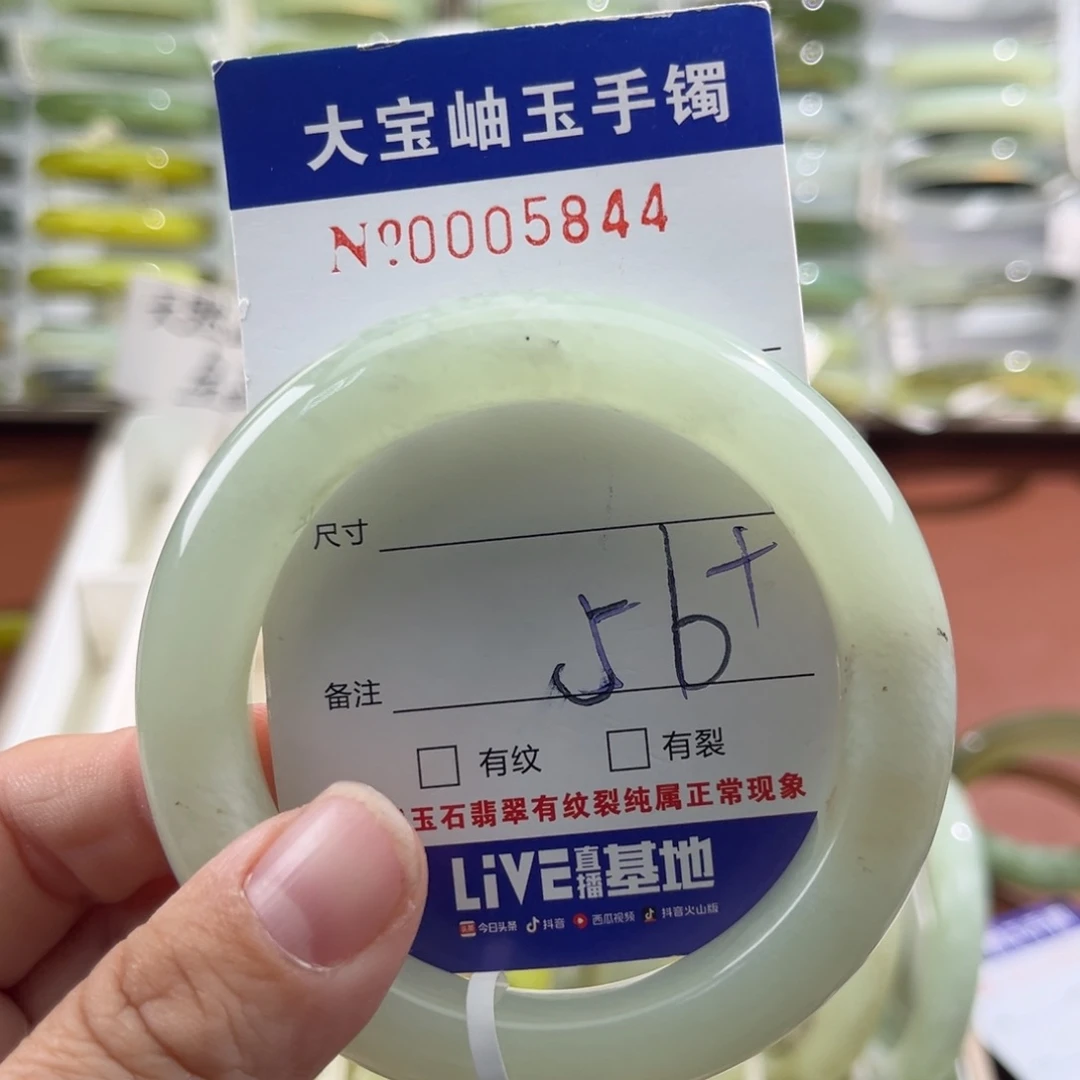 大宝岫玉手镯
Nº0005844
尺寸
56+
备注
有纹 有裂
玉石翡翠有纹裂纯属正常现象
LiVE直播基地
今日头条 抖音 西瓜视频 抖音火山版